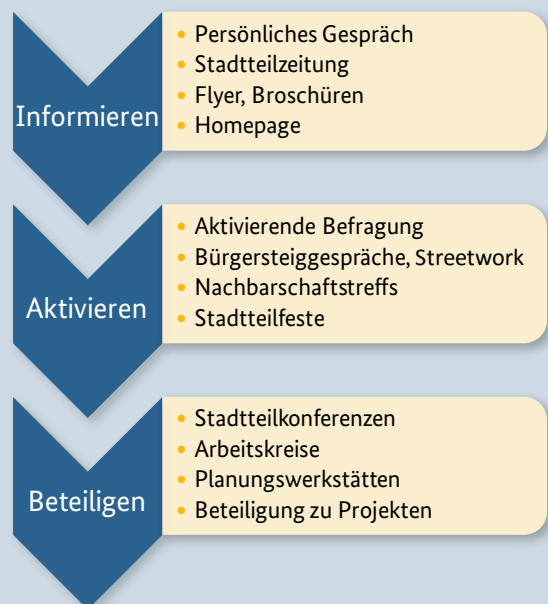 Informieren
• Persönliches Gespräch
• Stadtteilzeitung
• Flyer, Broschüren
• Homepage
Aktivieren
• Aktivierende Befragung
• Bürgersteiggespräche, Streetwork
• Nachbarschaftstreffs
• Stadtteilfeste
Beteiligen
• Stadtteilkonferenzen
• Arbeitskreise
• Planungswerkstätten
• Beteiligung zu Projekten